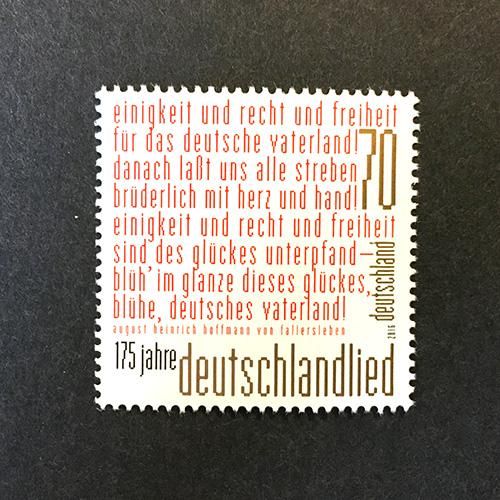 einigkeit und recht und freiheit
für das deutsche vaterland!
danach laßt uns alle streben
brüderlich mit herz und hand!
einigkeit und recht und freiheit
sind des glückes unterpfand–
blüh' im glanze dieses glückes,
blühe, deutsches vaterland!
august heinrich hoffmann von fallersleben
70
deutschland
2016
175 jahre deutschlandlied